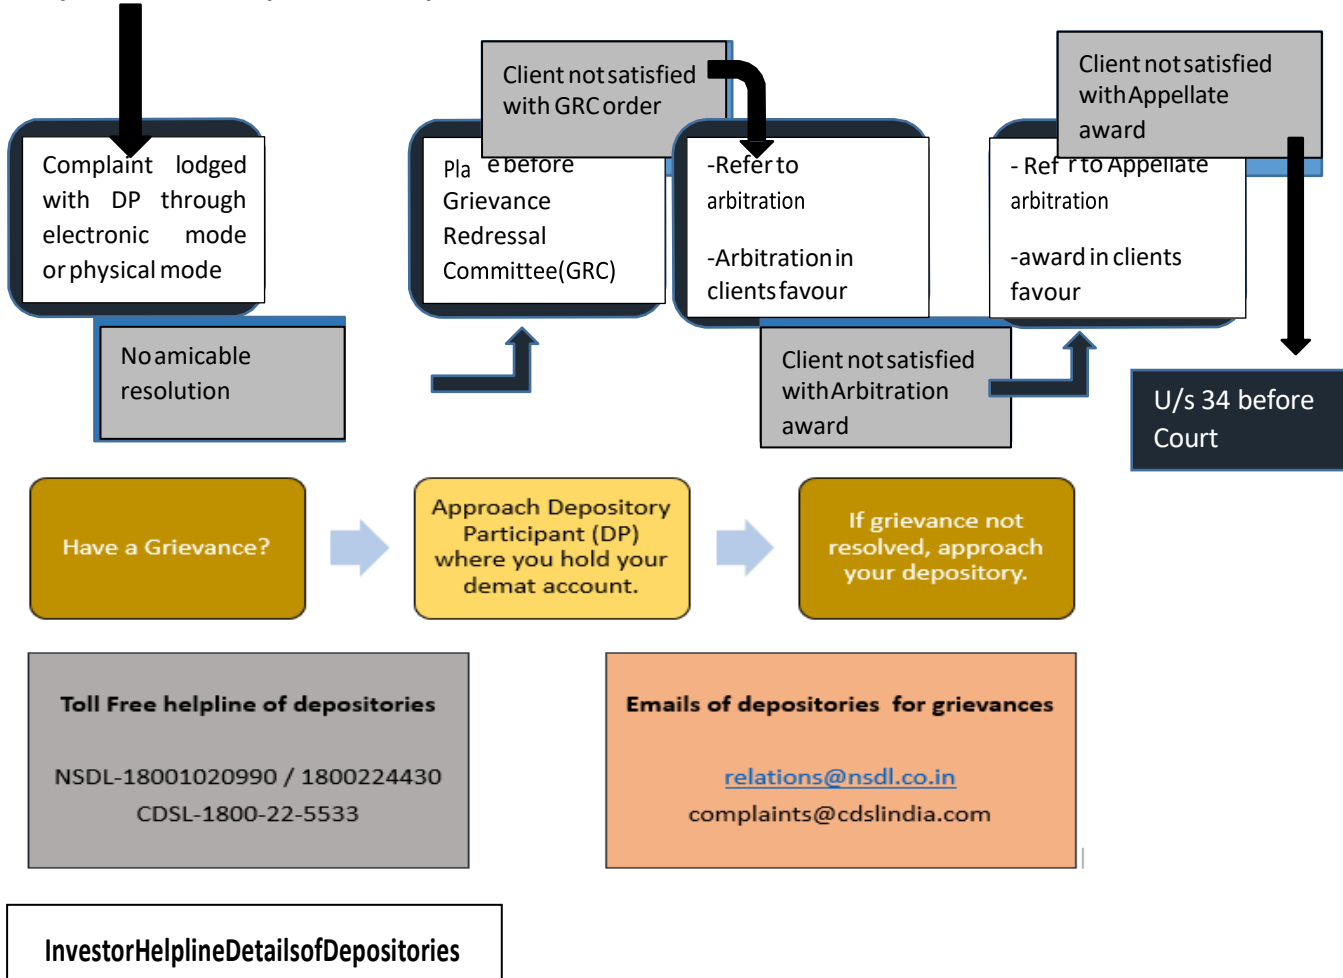 Complaint lodged
with DP through
electronic mode
or physical mode
No amicable
resolution
Pla e before
Grievance
Redressal
Committee(GRC)
Client not satisfied
with GRC order
-Refer to
arbitration
-Arbitration in
clients favour
Client not satisfied
with Arbitration
award
- Ref r to Appellate
arbitration
-award in clients
favour
Client not satisfied
with Appellate
award
U/s 34 before
Court
Have a Grievance?
Approach Depository
Participant (DP)
where you hold your
demat account.
If grievance not
resolved, approach
your depository.
Toll Free helpline of depositories
NSDL-18001020990 / 1800224430
CDSL-1800-22-5533
Emails of depositories for grievances
relations@nsdl.co.in
complaints@cdslindia.com
InvestorHelplineDetailsofDepositories